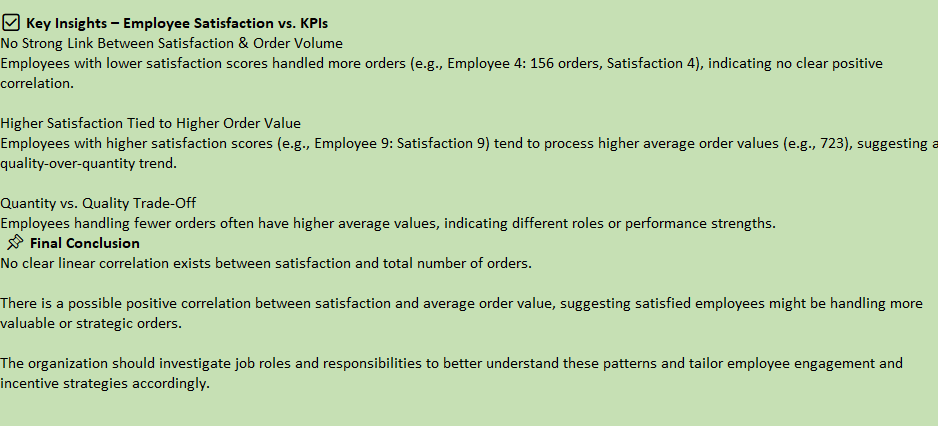 Key Insights – Employee Satisfaction vs. KPIs
No Strong Link Between Satisfaction & Order Volume
Employees with lower satisfaction scores handled more orders (e.g., Employee 4: 156 orders, Satisfaction 4), indicating no clear positive
correlation.
Higher Satisfaction Tied to Higher Order Value
Employees with higher satisfaction scores (e.g., Employee 9: Satisfaction 9) tend to process higher average order values (e.g., 723), suggesting a
quality-over-quantity trend.
Quantity vs. Quality Trade-Off
Employees handling fewer orders often have higher average values, indicating different roles or performance strengths.
Final Conclusion
No clear linear correlation exists between satisfaction and total number of orders.
There is a possible positive correlation between satisfaction and average order value, suggesting satisfied employees might be handling more
valuable or strategic orders.
The organization should investigate job roles and responsibilities to better understand these patterns and tailor employee engagement and
incentive strategies accordingly.